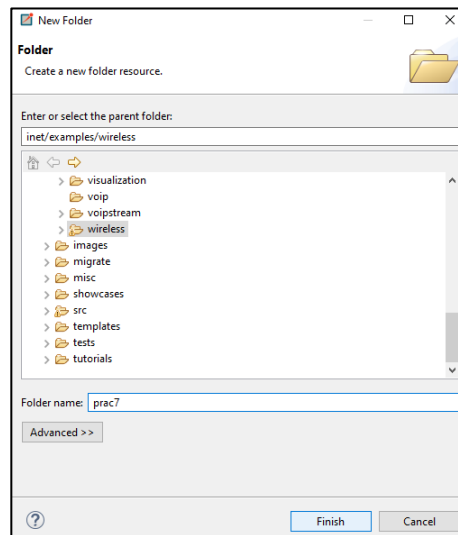 New Folder
Folder
Create a new folder resource.
Enter or select the parent folder:
inet/examples/wireless
visualization
voip
voipstream
wireless
images
migrate
misc
showcases
src
templates
tests
tutorials
Folder name: prac7
Advanced >>
Finish Cancel